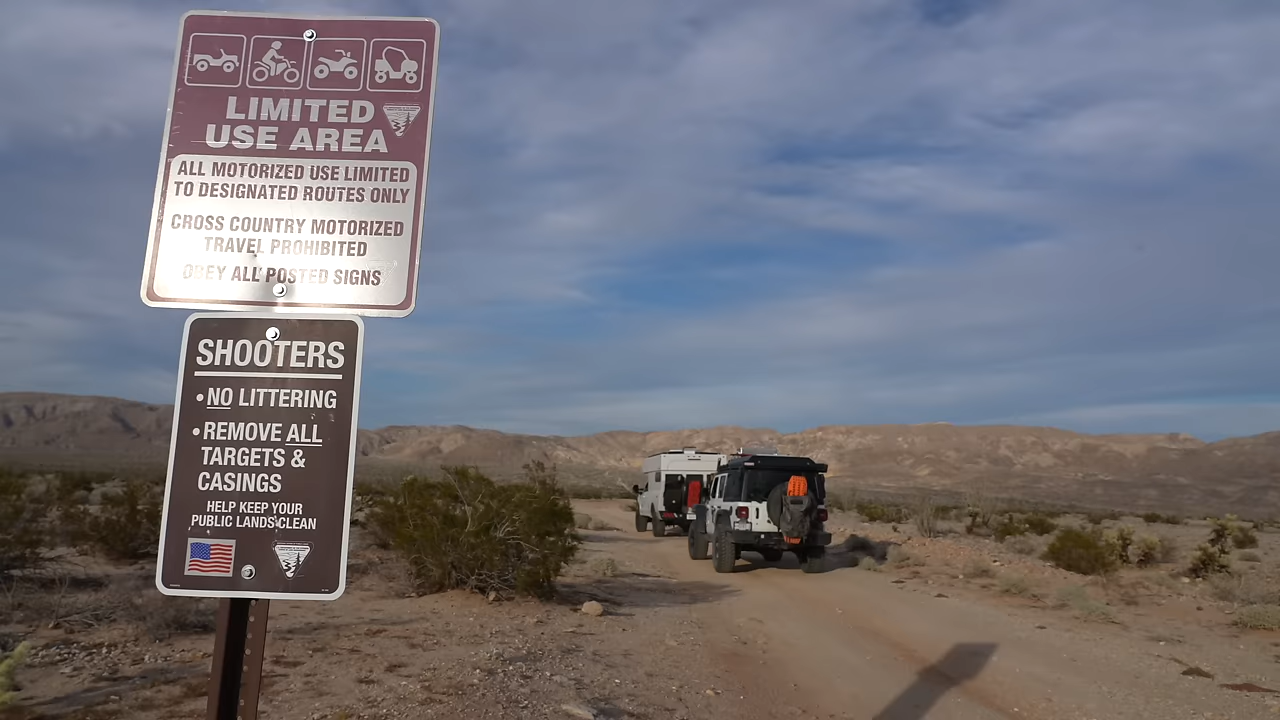 LIMITED
USE AREA
ALL MOTORIZED USE LIMITED
TO DESIGNATED ROUTES ONLY
CROSS COUNTRY MOTORIZED
TRAVEL PROHIBITED
OBEY ALL POSTED SIGNS
SHOOTERS
•NO LITTERING
•REMOVE ALL
TARGETS &
CASINGS
HELP KEEP YOUR
PUBLIC LANDS CLEAN